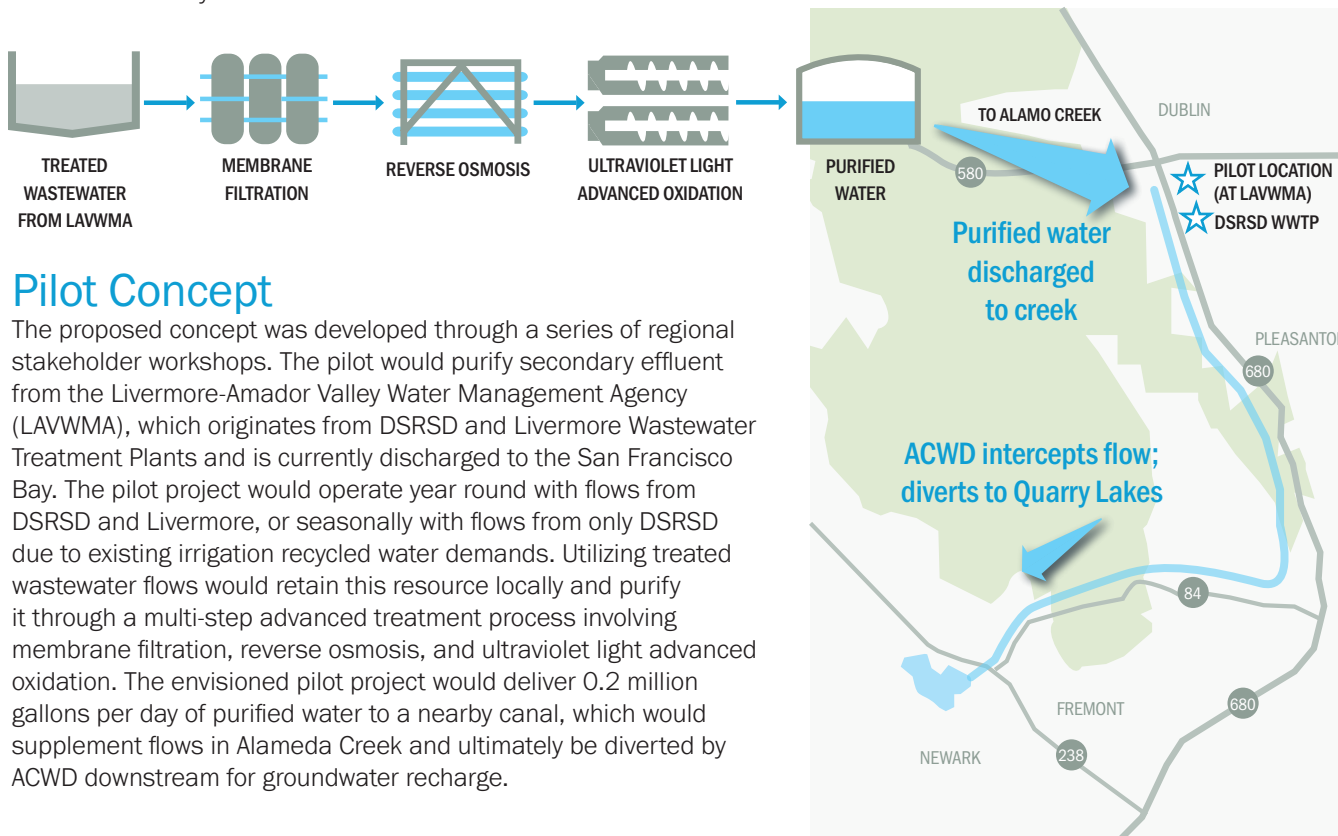 TREATED
WASTEWATER
FROM LAVWMA
MEMBRANE
FILTRATION
REVERSE OSMOSIS
ULTRAVIOLET LIGHT
ADVANCED OXIDATION
PURIFIED
WATER
Pilot Concept
The proposed concept was developed through a series of regional
stakeholder workshops. The pilot would purify secondary effluent
from the Livermore-Amador Valley Water Management Agency
(LAVWMA), which originates from DSRSD and Livermore Wastewater
Treatment Plants and is currently discharged to the San Francisco
Bay. The pilot project would operate year round with flows from
DSRSD and Livermore, or seasonally with flows from only DSRSD
due to existing irrigation recycled water demands. Utilizing treated
wastewater flows would retain this resource locally and purify
it through a multi-step advanced treatment process involving
membrane filtration, reverse osmosis, and ultraviolet light advanced
oxidation. The envisioned pilot project would deliver 0.2 million
gallons per day of purified water to a nearby canal, which would
supplement flows in Alameda Creek and ultimately be diverted by
ACWD downstream for groundwater recharge.
TO ALAMO CREEK
DUBLIN
580
PILOT LOCATION
(AT LAVWMA)
DSRSD WWTP
Purified water
discharged
to creek
PLEASANTON
680
ACWD intercepts flow;
diverts to Quarry Lakes
84
FREMONT
680
NEWARK
238